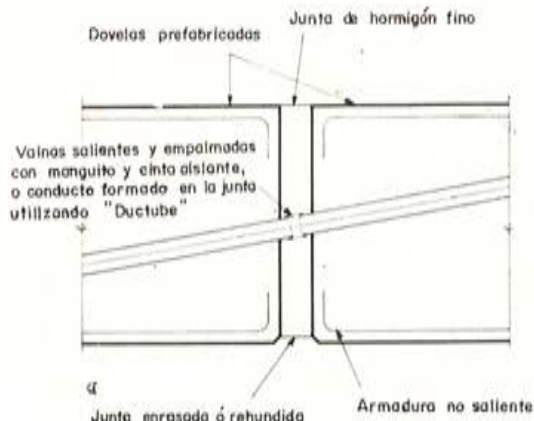 Junta de hormigón fino
Dovelas prefabricadas
Vainas salientes y empalmadas
con manguito y cinta aislante,
o conducto formado en la junta
utilizando "Ductube"
Armadura no saliente
Junta enrasada ó rehundida